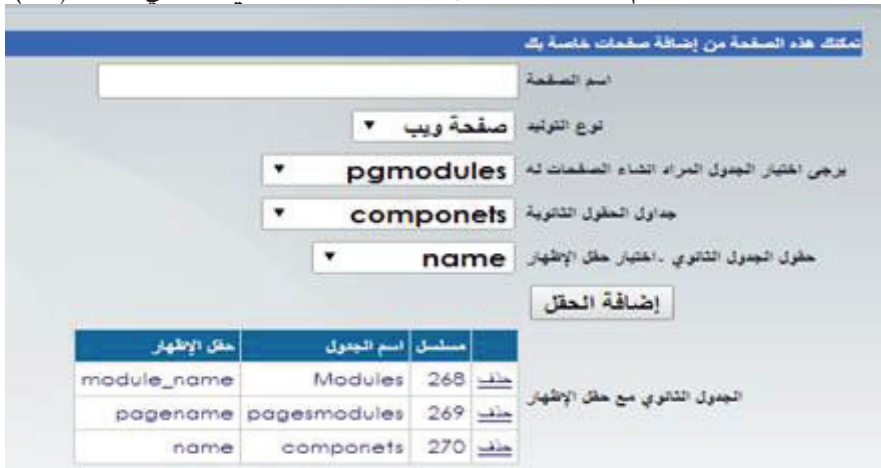 تمكنك هذه الصفحة من إضافة صفحات خاصة بك
اسم الصفحة
نوع التوليد صفحة ويب
يرجى اختيار الجدول المراد انشاء الصفحات له pgmodules
جداول الحقول الثانوية componets
حقول الجدول الثانوي .اختيار حقل الإظهار name
إضافة الحقل
مسلسل اسم الجدول حقل الإظهار
حذف 268 Modules module_name
الجدول الثانوي مع حقل الإظهار
حذف 269 pagesmodules pagename
حذف 270 componets name